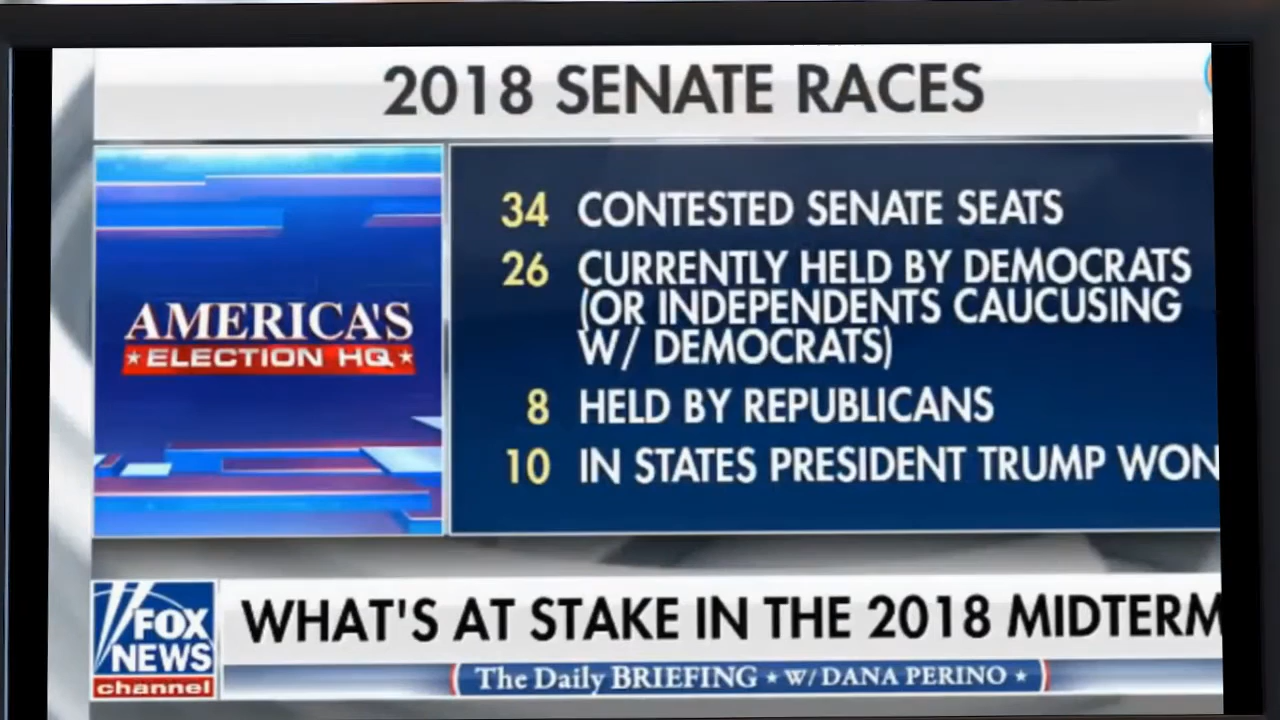 2018 SENATE RACES
34 CONTESTED SENATE SEATS
26 CURRENTLY HELD BY DEMOCRATS
(OR INDEPENDENTS CAUCUSING
W/ DEMOCRATS)
8 HELD BY REPUBLICANS
10 IN STATES PRESIDENT TRUMP WON
AMERICA'S
ELECTION HQ
WHAT'S AT STAKE IN THE 2018 MIDTERM
FOX
NEWS
channel
The Daily BRIEFING W/ DANA PERINO